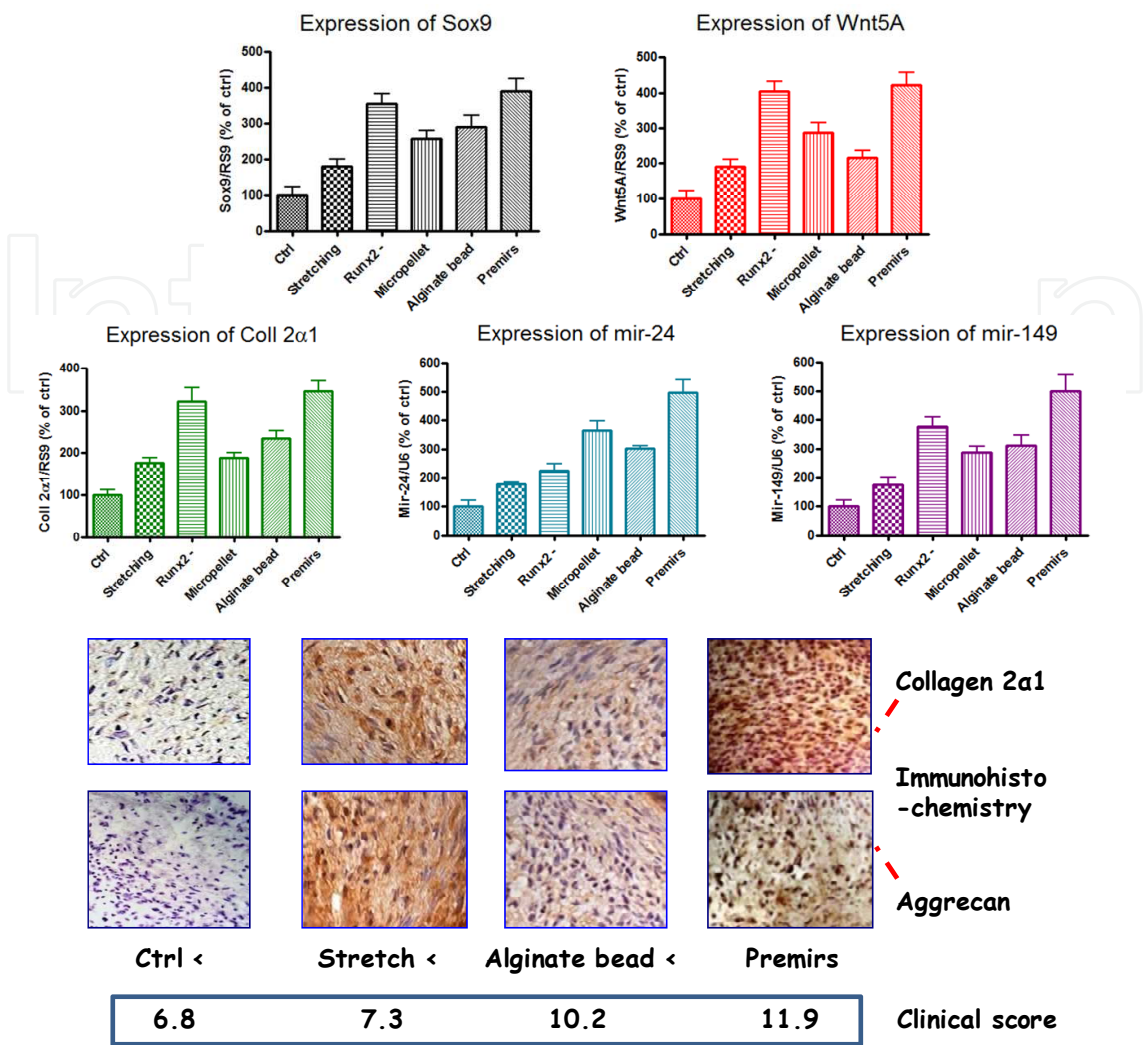 Expression of Sox9
Sox9/RS9 (% of ctrl)
500
400
300
200
100
0
Ctrl
Stretching
Runx2-
Micropellet
Alginate bead
Premirs
Expression of Wnt5A
Wnt5A/RS9 (% of ctrl)
500
400
300
200
100
0
Ctrl
Stretching
Runx2-
Micropellet
Alginate bead
Premirs
Expression of Coll 2α1
Coll 2α1/RS9 (% of ctrl)
400
300
200
100
0
Ctrl
Stretching
Runx2-
Micropellet
Alginate bead
Premirs
Expression of mir-24
Mir-24/U6 (% of ctrl)
600
500
400
300
200
100
0
Ctrl
Stretching
Runx2-
Micropellet
Alginate bead
Premirs
Expression of mir-149
Mir-149/U6 (% of ctrl)
600
500
400
300
200
100
0
Ctrl
Stretching
Runx2-
Micropellet
Alginate bead
Premirs
Collagen 2α1
Immunohisto
-chemistry
Aggrecan
Ctrl < Stretch < Alginate bead < Premirs
6.8 7.3 10.2 11.9 Clinical score